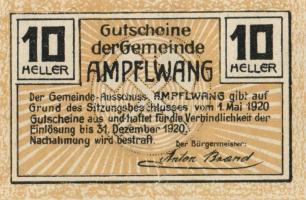 10
HELLER
Gutscheine
der Gemeinde
AMPFLWANG
10
HELLER
Der Gemeinde-Ausschuss AMPFLWANG gibt auf
Grund des Sitzungsbeschlusses vom 1. Mai 1920
Gutscheine aus und haftet für die Verbindlichkeit der
Einlösung bis 31. Dezember 1920.
Nachahmung wird bestraft.
Der Bürgermeister:
Anton Brand